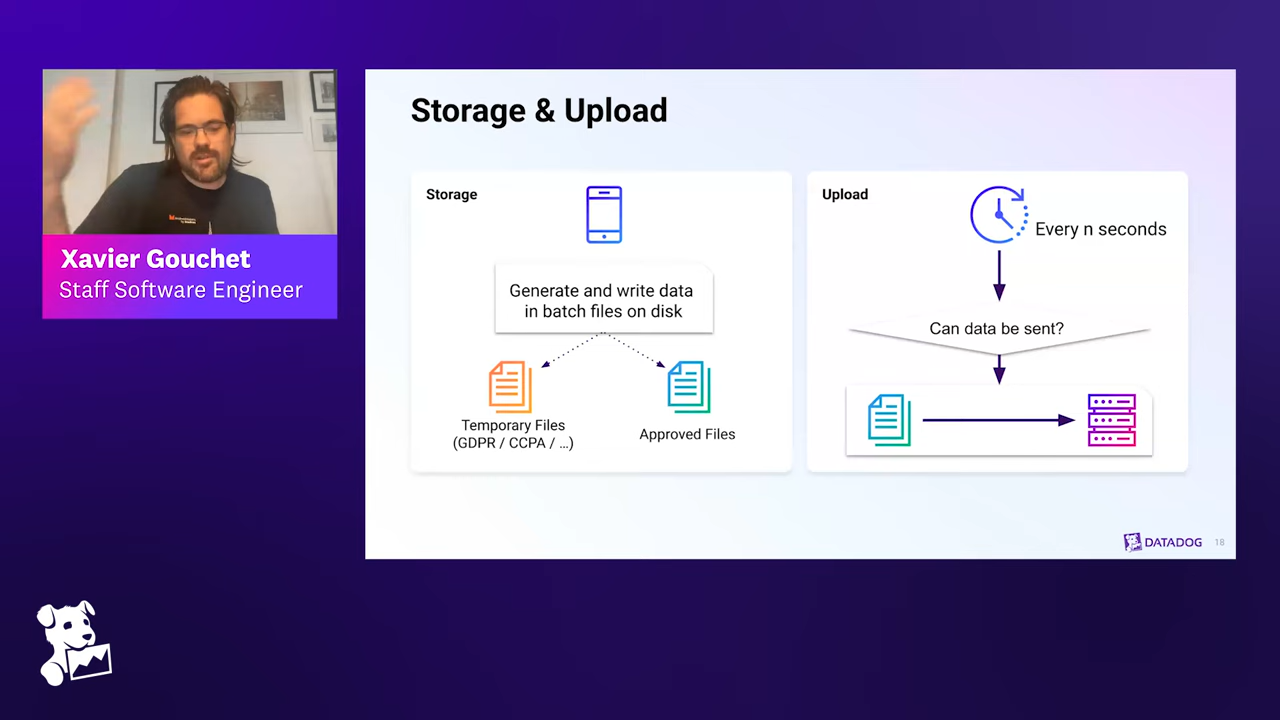 Xavier Gouchet
Staff Software Engineer
Storage & Upload
Storage
Generate and write data
in batch files on disk
Temporary Files
(GDPR / CCPA / ...)
Approved Files
Upload
Every n seconds
Can data be sent?
DATADOG
18